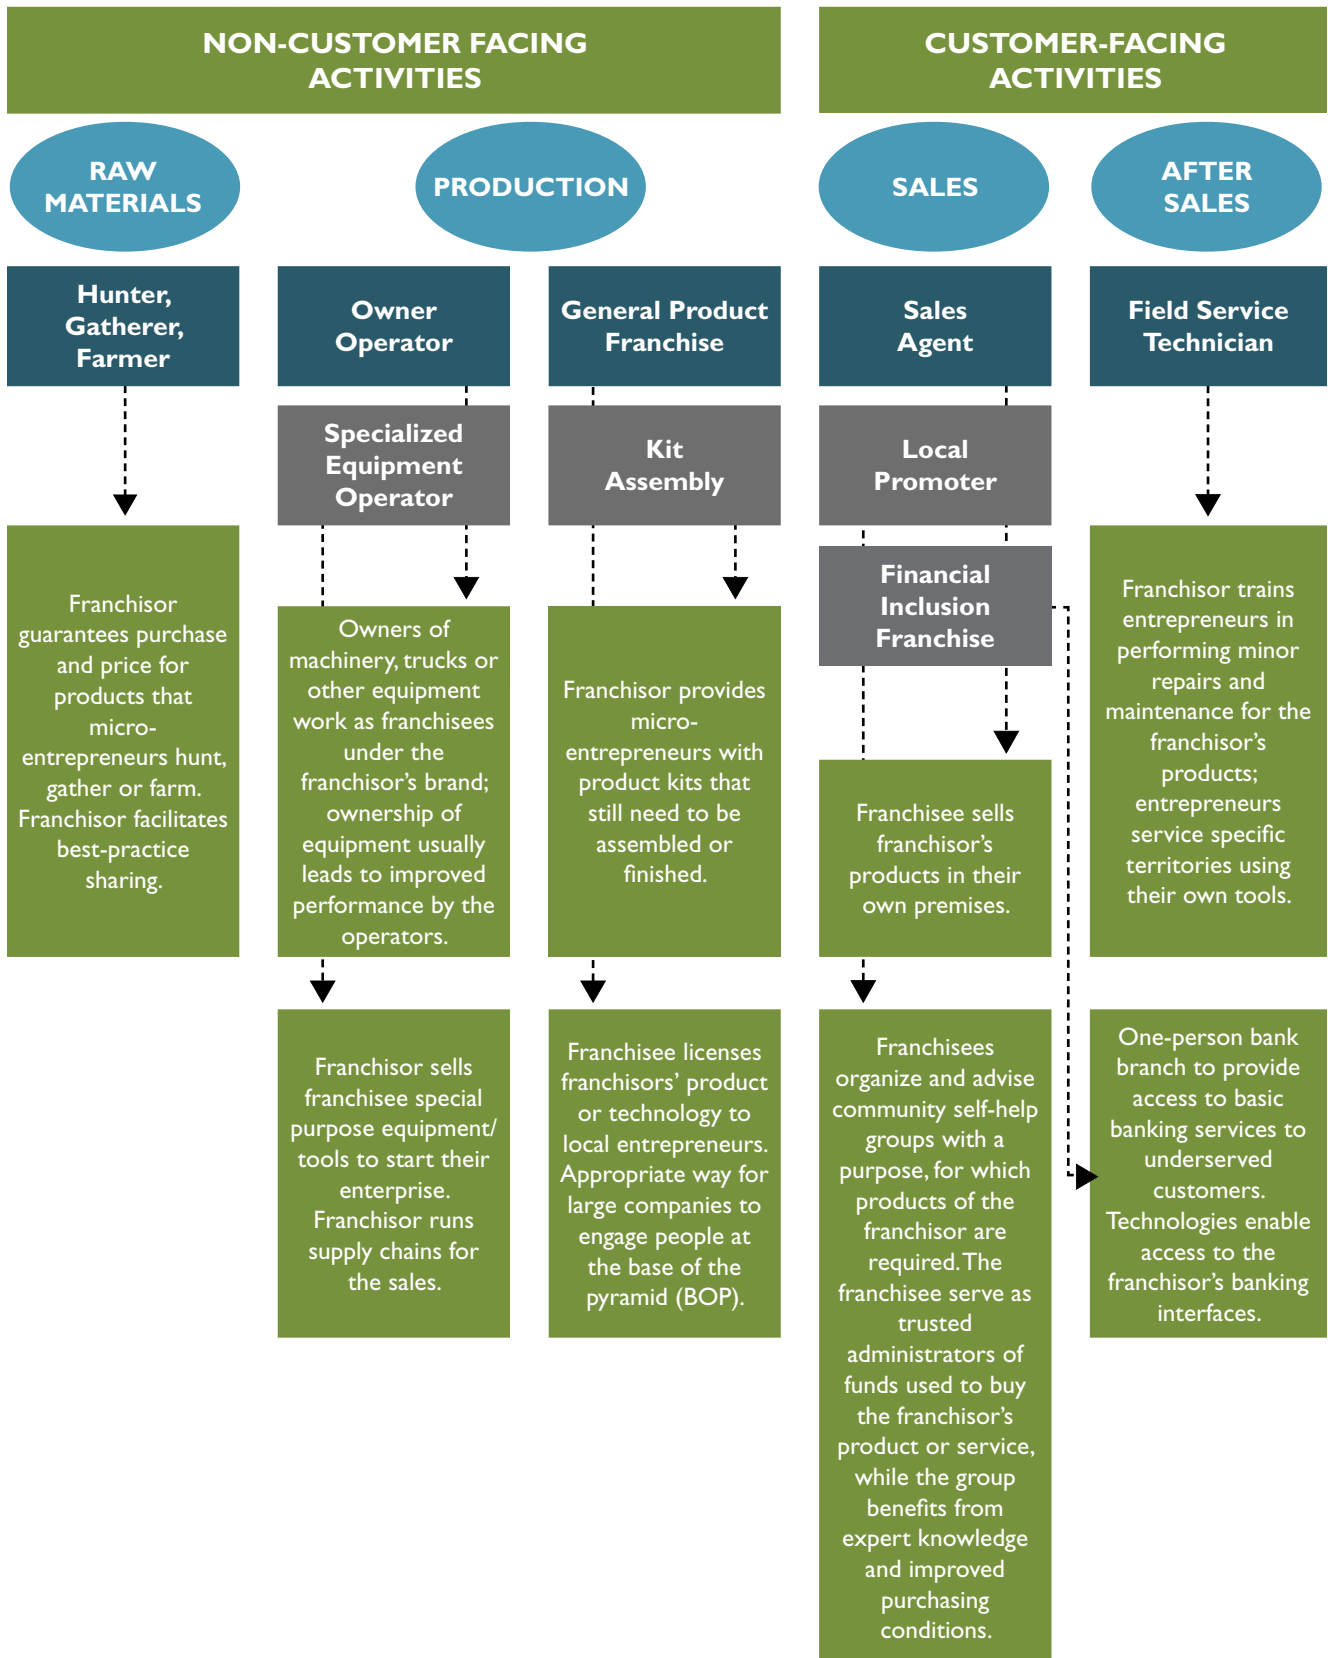 NON-CUSTOMER FACING
ACTIVITIES
CUSTOMER-FACING
ACTIVITIES
RAW
MATERIALS
PRODUCTION
SALES
AFTER
SALES
Hunter,
Gatherer,
Farmer
Owner
Operator
General Product
Franchise
Sales
Agent
Field Service
Technician
Specialized
Equipment
Operator
Kit
Assembly
Local
Promoter
Financial
Inclusion
Franchise
Franchisor
guarantees purchase
and price for
products that
micro-
entrepreneurs hunt,
gather or farm.
Franchisor facilitates
best-practice
sharing.
Owners of
machinery, trucks or
other equipment
work as franchisees
under the
franchisor’s brand;
ownership of
equipment usually
leads to improved
performance by the
operators.
Franchisor provides
micro-
entrepreneurs with
product kits that
still need to be
assembled or
finished.
Franchisee sells
franchisor’s
products in their
own premises.
Franchisor trains
entrepreneurs in
performing minor
repairs and
maintenance for the
franchisor’s
products;
entrepreneurs
service specific
territories using
their own tools.
Franchisor sells
franchisee special
purpose equipment/
tools to start their
enterprise.
Franchisor runs
supply chains for
the sales.
Franchisee licenses
franchisors’ product
or technology to
local entrepreneurs.
Appropriate way for
large companies to
engage people at
the base of the
pyramid (BOP).
Franchisees
organize and advise
community self-help
groups with a
purpose, for which
products of the
franchisor are
required. The
franchisee serve as
trusted
administrators of
funds used to buy
the franchisor’s
product or service,
while the group
benefits from
expert knowledge
and improved
purchasing
conditions.
One-person bank
branch to provide
access to basic
banking services to
underserved
customers.
Technologies enable
access to the
franchisor’s banking
interfaces.